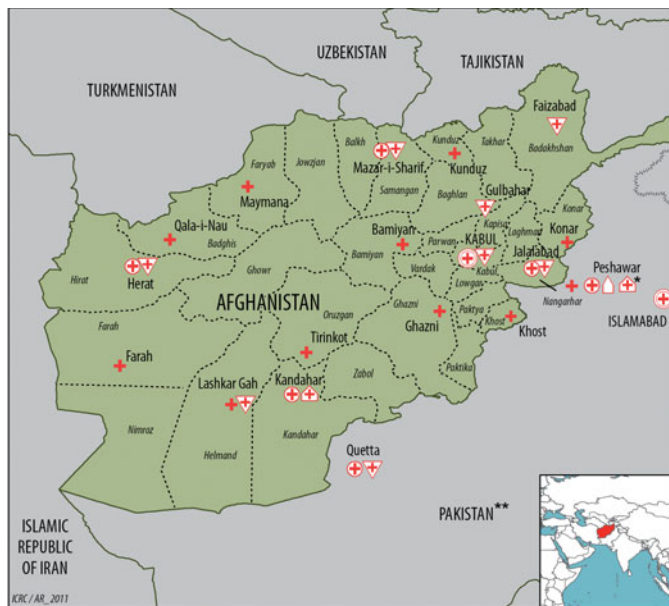 UZBEKISTAN
TAJIKISTAN
TURKMENISTAN
Faizabad
Badakhshan
Balkh
Kunduz
Takhar
Mazar-i-Sharif
Kunduz
Faryab
Jowzjan
Samangan
Baghlan
Gulbahar
Maymana
Kapisa
Konar
Qala-i-Nau
Bamiyan
Laghman
Konar
Badghis
Parwan
KABUL
Jalalabad
Hirat
Herat
Ghowr
Bamiyan
Vardak
Kabul
Peshawar
Lowgar
*
AFGHANISTAN
Ghazni
Paktya
Nangarhar
ISLAMABAD
Oruzgan
Ghazni
Khost
Khost
Farah
Tirinkot
Farah
Paktika
Lashkar Gah
Kandahar
Zabol
Nimroz
Helmand
Kandahar
Quetta
PAKISTAN**
ISLAMIC
REPUBLIC
OF IRAN
ICRC / AR_2011